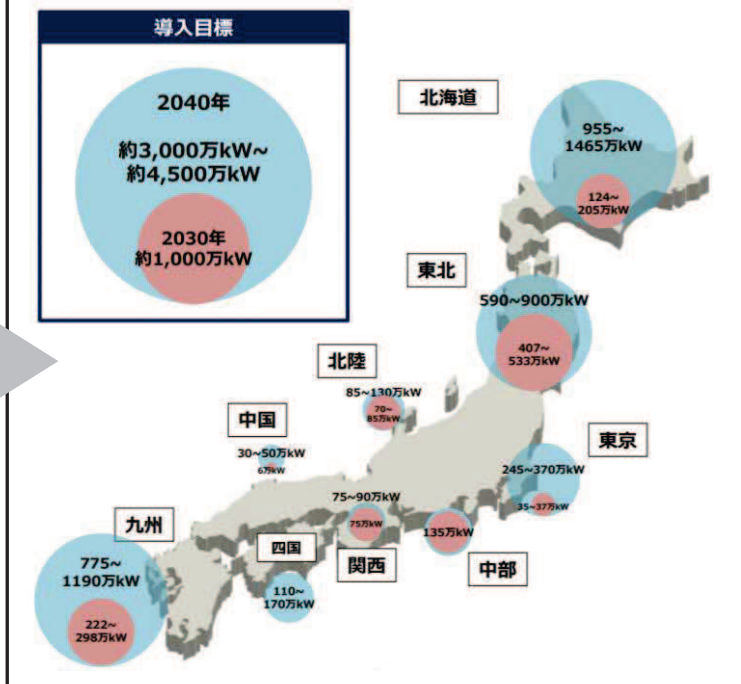 導入目標
2040年
約3,000万kW~
約4,500万kW
2030年
約1,000万kW
北海道
955~
1465万kW
124~
205万kW
東北
590~900万kW
407~
533万kW
北陸
85~130万kW
70~
85万kW
中国
30~50万kW
6万kW
東京
245~370万kW
35~37万kW
75~90万kW
75万kW
関西
135万kW
中部
九州
775~
1190万kW
222~
298万kW
四国
110~
170万kW